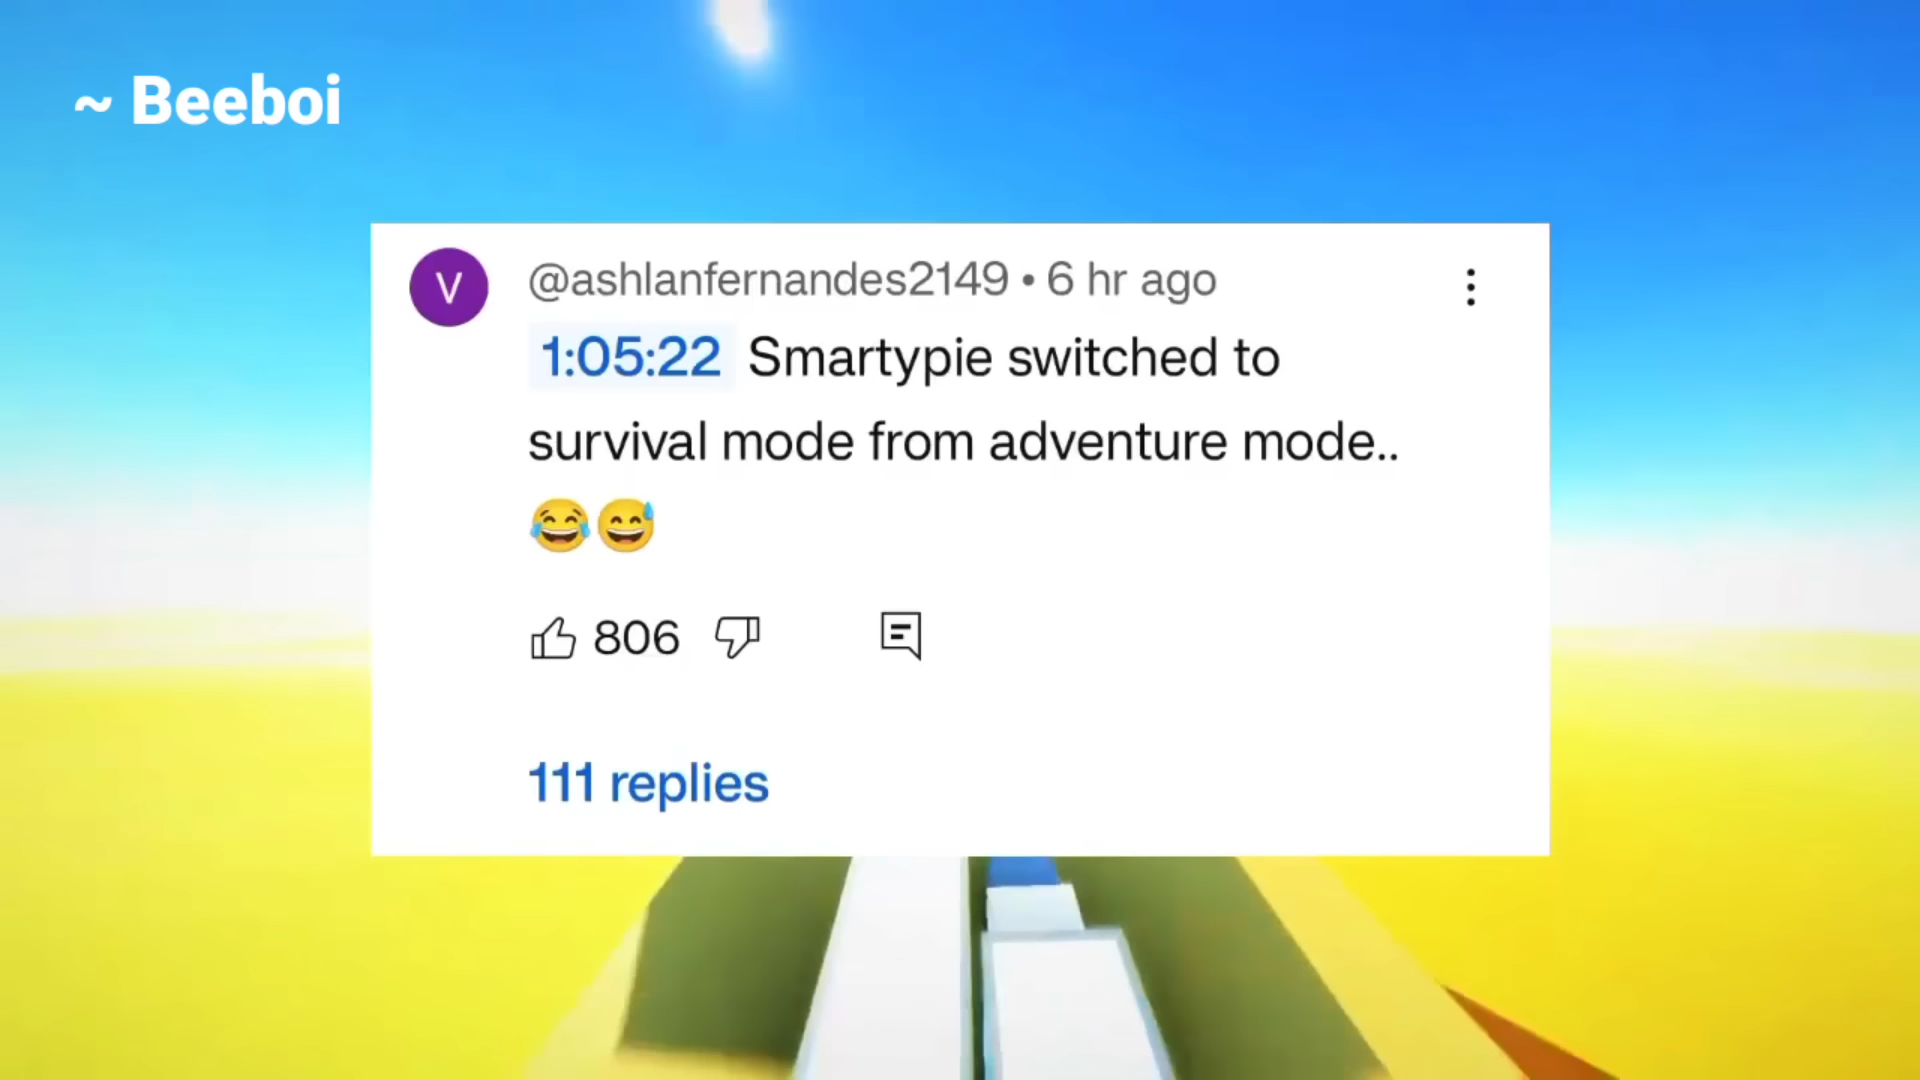 ~ Beeboi
V
@ashlanfernandes2149 • 6 hr ago
1:05:22 Smartypie switched to
survival mode from adventure mode..
😂😅
806
111 replies